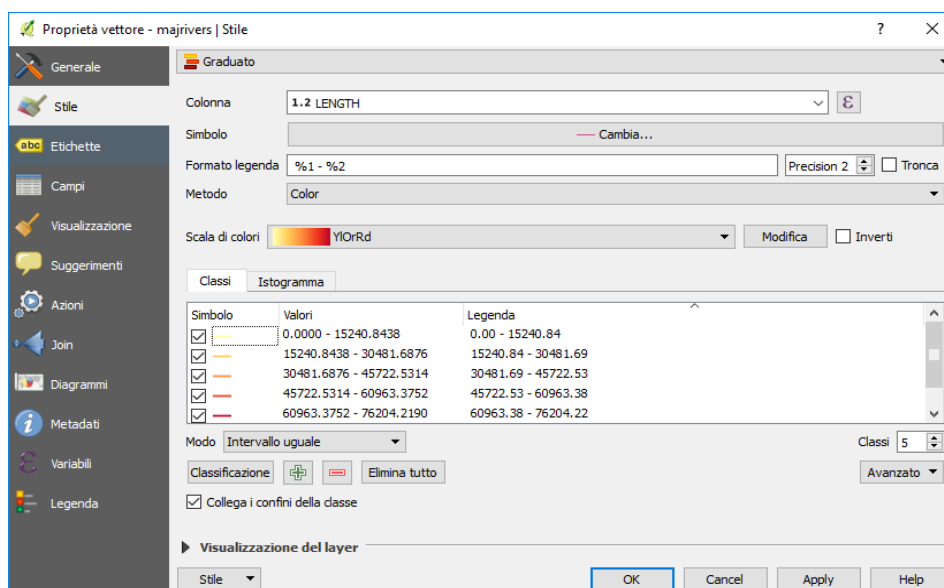 Proprietà vettore - majrivers | Stile
?
Generale
Stile
abc Etichette
Campi
Visualizzazione
Suggerimenti
Azioni
Join
Diagrammi
Metadati
Variabili
Legenda
Graduato
Colonna 1.2 LENGTH ε
Simbolo Cambia...
Formato legenda %1 - %2 Precision 2 Tronca
Metodo Color
Scala di colori YlOrRd Modifica Inverti
Classi Istogramma
Simbolo Valori Legenda
0.0000 - 15240.8438 0.00 - 15240.84
15240.8438 - 30481.6876 15240.84 - 30481.69
30481.6876 - 45722.5314 30481.69 - 45722.53
45722.5314 - 60963.3752 45722.53 - 60963.38
60963.3752 - 76204.2190 60963.38 - 76204.22
Modo Intervallo uguale Classi 5
Classificazione Elimina tutto Avanzato
Collega i confini della classe
Visualizzazione del layer
Stile OK Cancel Apply Help